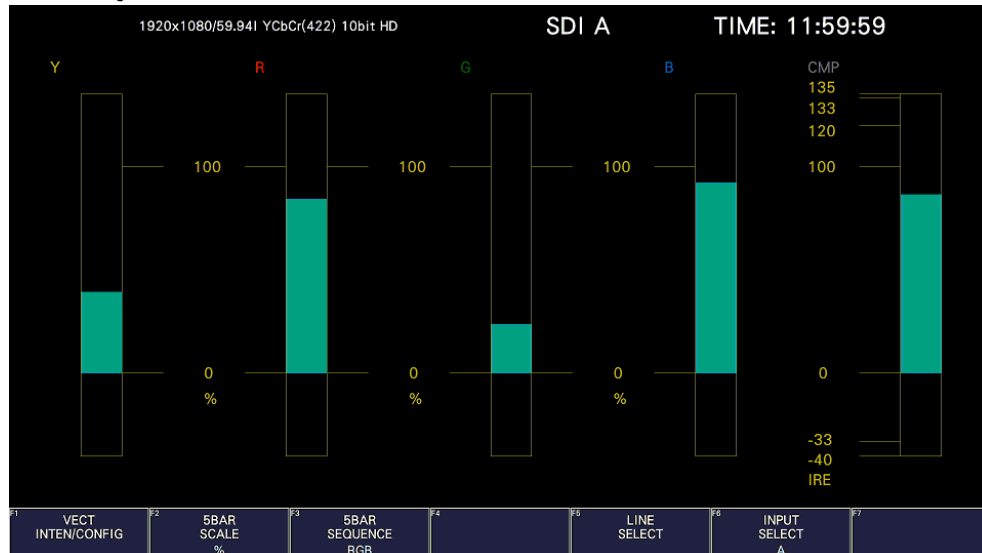 1920x1080/59.94I YCbCr(422) 10bit HD SDI A TIME: 11:59:59
Y R G B CMP
135
133
120
100 100 100 100
0 0 0 0
% % %
-33
-40
IRE
F1 VECT INTEN/CONFIG
F2 5BAR SCALE %
F3 5BAR SEQUENCE RGB
F4
F5 LINE SELECT
F6 INPUT SELECT A
F7